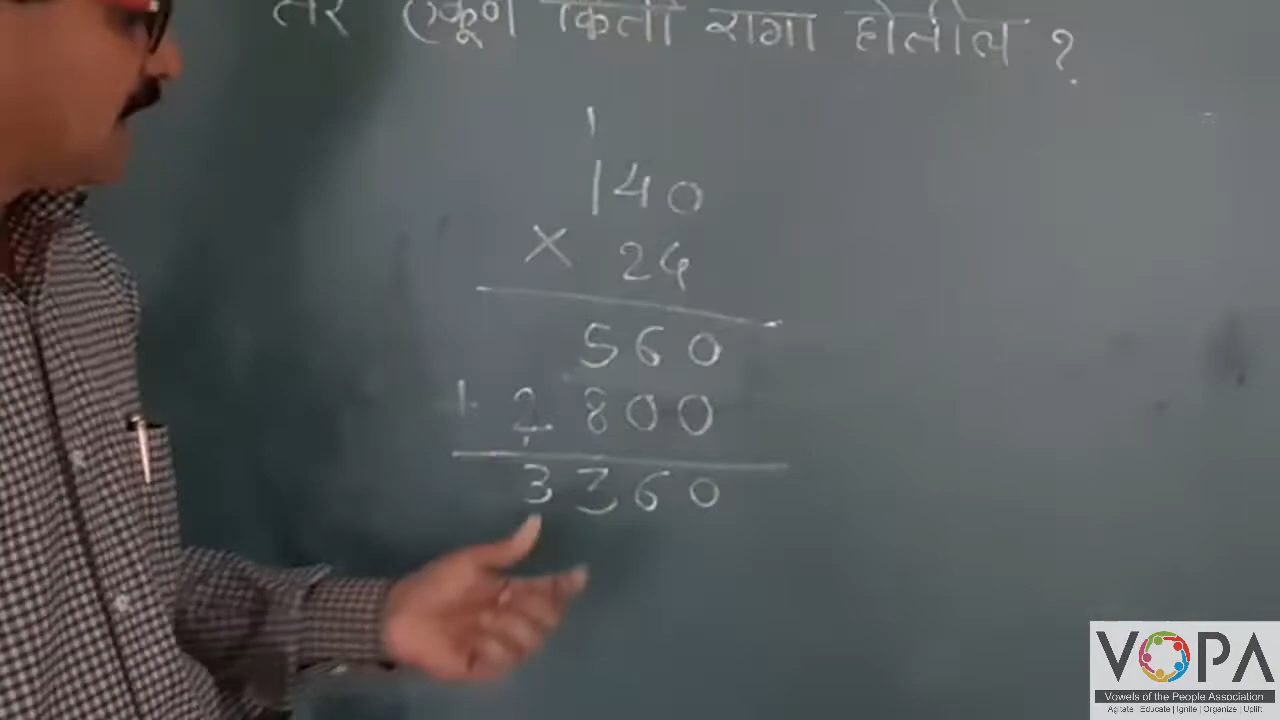 तर एकूण किती रांगा होतील ?
1
140
× 24
560
+ 2800
3360
VOPA
Vowels of the People Association
Agitate | Educate | Ignite | Organize | Uplift